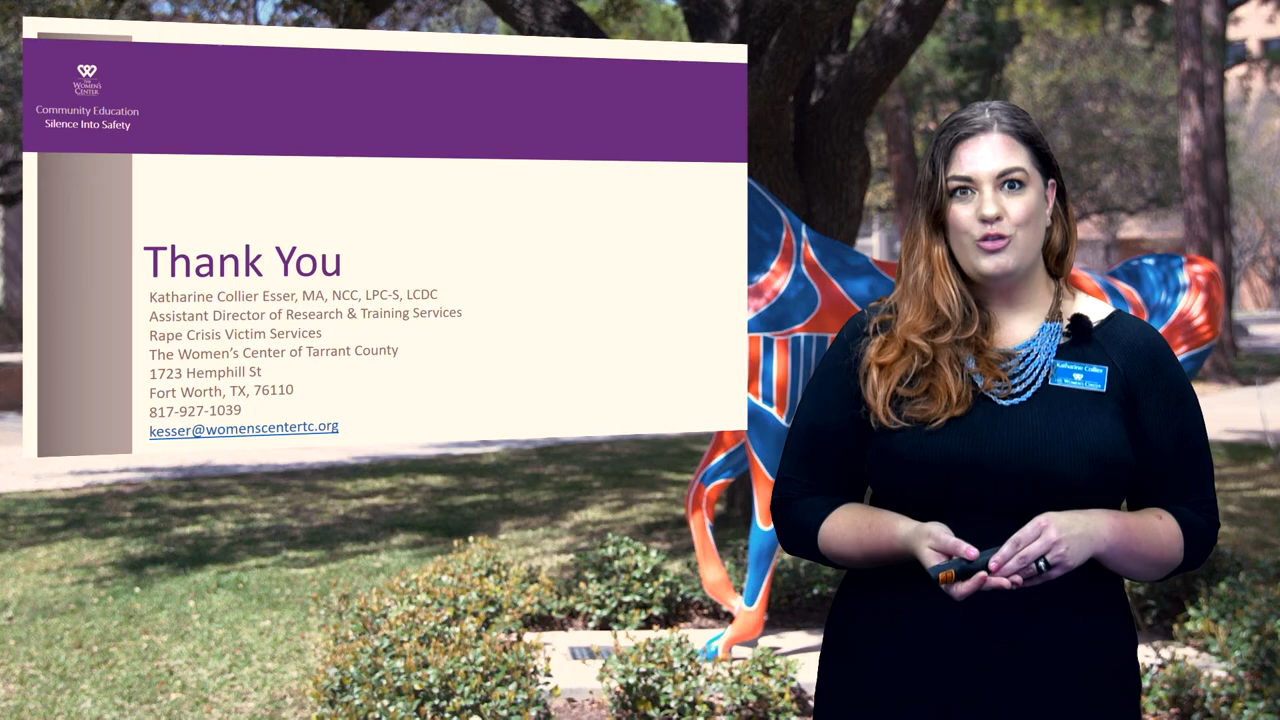 THE
WOMEN'S
CENTER
Community Education
Silence Into Safety
Thank You
Katharine Collier Esser, MA, NCC, LPC-S, LCDC
Assistant Director of Research & Training Services
Rape Crisis Victim Services
The Women's Center of Tarrant County
1723 Hemphill St
Fort Worth, TX, 76110
817-927-1039
kesser@womenscentertc.org
Katharine Collier
THE WOMEN'S CENTER